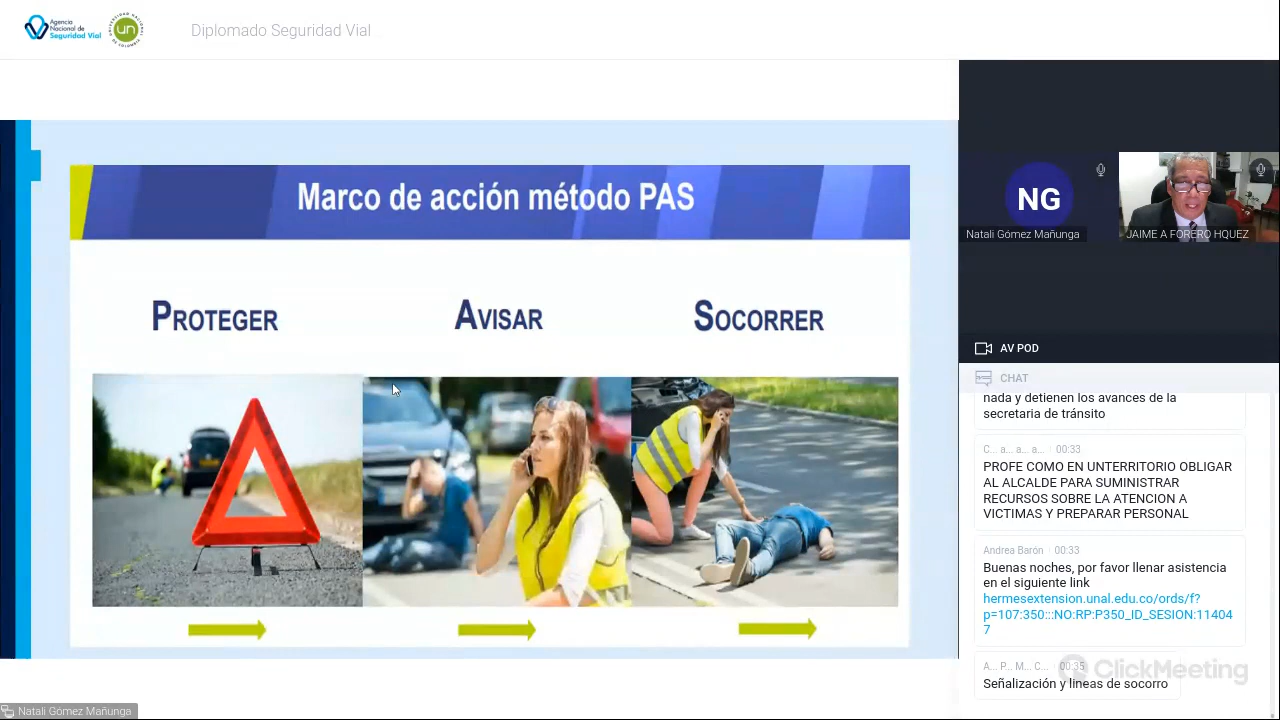 Agencia
Nacional de
Seguridad Vial
un
Diplomado Seguridad Vial
Marco de acción método PAS
PROTEGER
AVISAR
SOCORRER
NG
Natali Gómez Mañunga
JAIME A FORERO HQUEZ
AV POD
CHAT
nada y detienen los avances de la
secretaria de tránsito
C... a... a... a... · 00:33
PROFE COMO EN UNTERRITORIO OBLIGAR
AL ALCALDE PARA SUMINISTRAR
RECURSOS SOBRE LA ATENCION A
VICTIMAS Y PREPARAR PERSONAL
Andrea Barón · 00:33
Buenas noches, por favor llenar asistencia
en el siguiente link
hermesextension.unal.edu.co/ords/f?
p=107:350:::NO:RP:P350_ID_SESION:11404
7
A... P... M... C... · 00:35
Señalización y lineas de socorro
ClickMeeting
Natali Gómez Mañunga